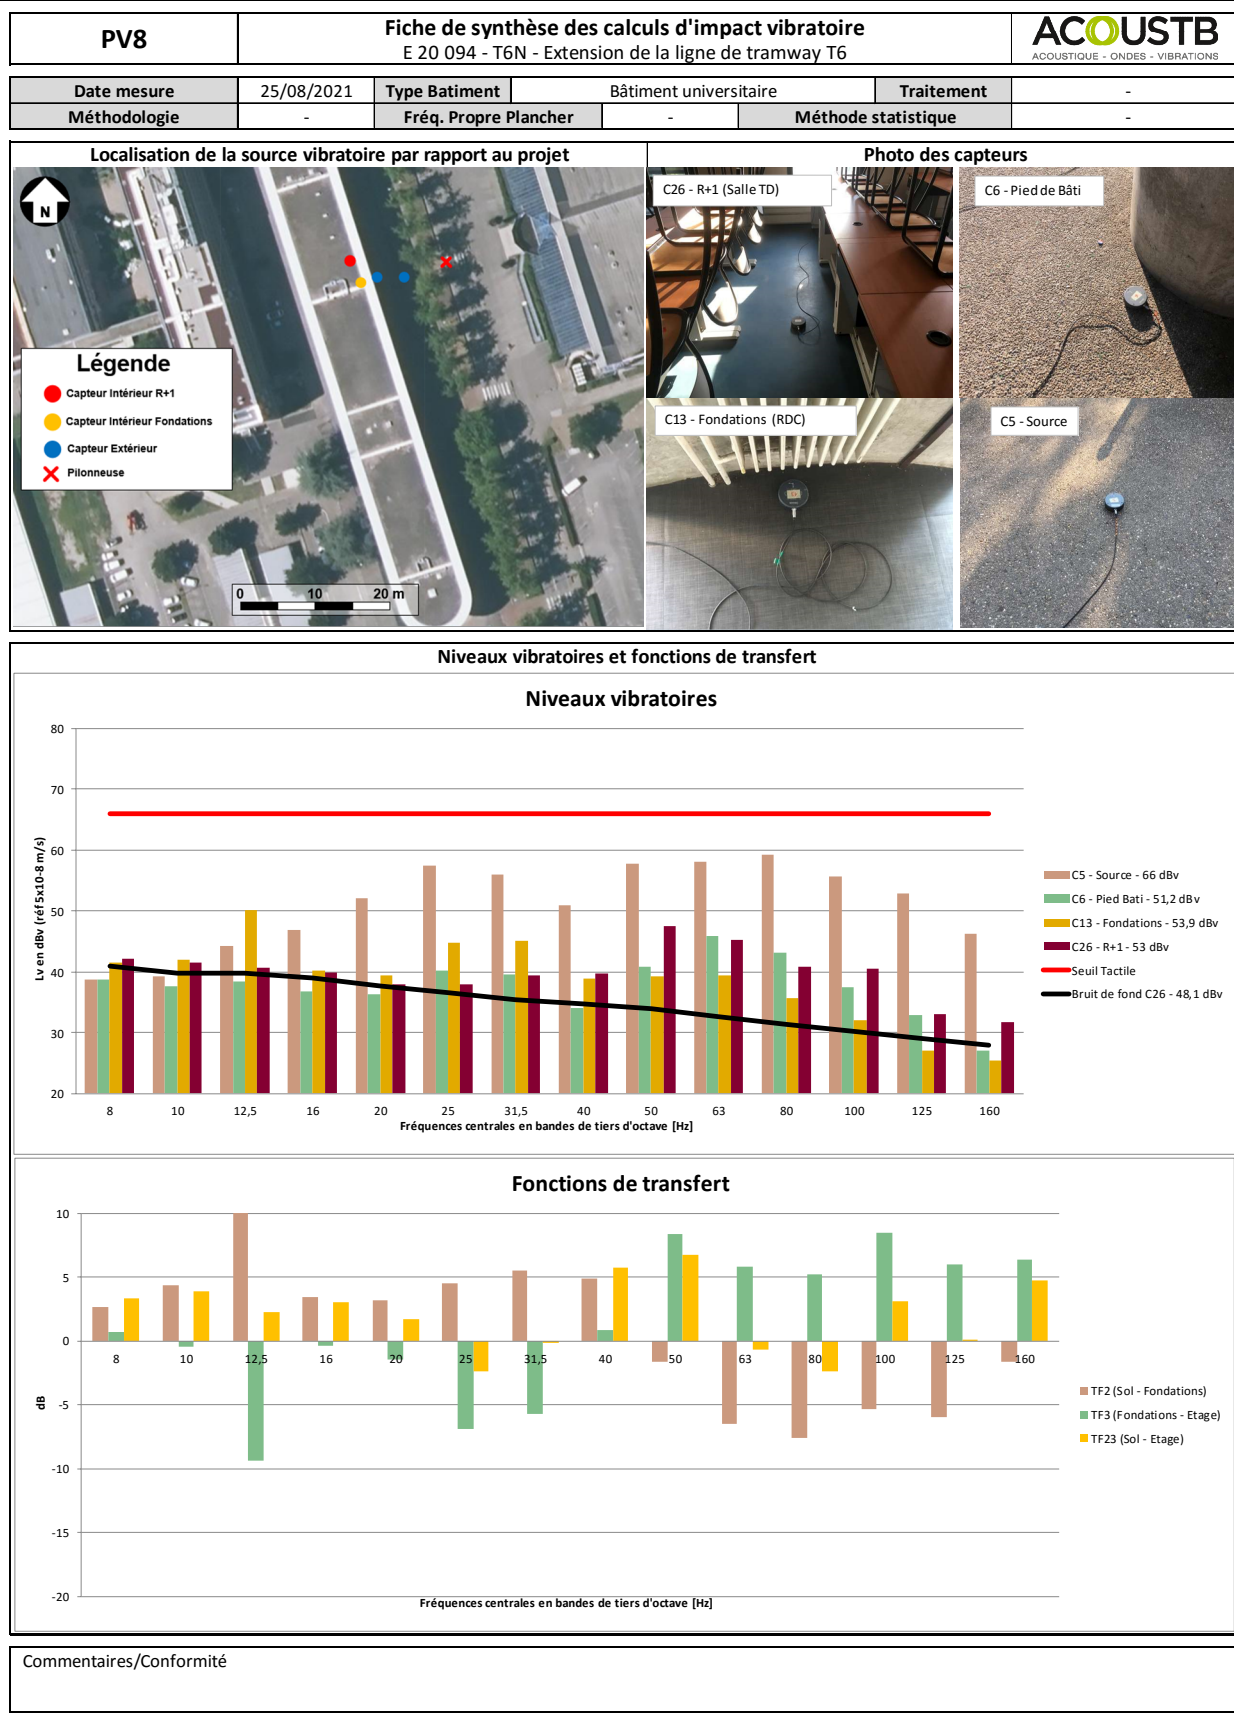 PV8
Fiche de synthèse des calculs d'impact vibratoire
E 20 094 - T6N - Extension de la ligne de tramway T6
ACOUSTB
ACOUSTIQUE - ONDES - VIBRATIONS
Date mesure 25/08/2021 Type Batiment Bâtiment universitaire Traitement -
Méthodologie - Fréq. Propre Plancher - Méthode statistique -
Localisation de la source vibratoire par rapport au projet
N
Légende
Capteur Intérieur R+1
Capteur Intérieur Fondations
Capteur Extérieur
Pilonneuse
0 10 20 m
Photo des capteurs
C26 - R+1 (Salle TD)
C6 - Pied de Bâti
C13 - Fondations (RDC)
C5 - Source
Niveaux vibratoires et fonctions de transfert
Niveaux vibratoires
Lv en dBv (réf 5x10-8 m/s)
80
70
60
50
40
30
20
8 10 12,5 16 20 25 31,5 40 50 63 80 100 125 160
Fréquences centrales en bandes de tiers d'octave [Hz]
C5 - Source - 66 dBv
C6 - Pied Bati - 51,2 dBv
C13 - Fondations - 53,9 dBv
C26 - R+1 - 53 dBv
Seuil Tactile
Bruit de fond C26 - 48,1 dBv
Fonctions de transfert
dB
10
5
0
-5
-10
-15
-20
8 10 12,5 16 20 25 31,5 40 50 63 80 100 125 160
Fréquences centrales en bandes de tiers d'octave [Hz]
TF2 (Sol - Fondations)
TF3 (Fondations - Etage)
TF23 (Sol - Etage)
Commentaires/Conformité